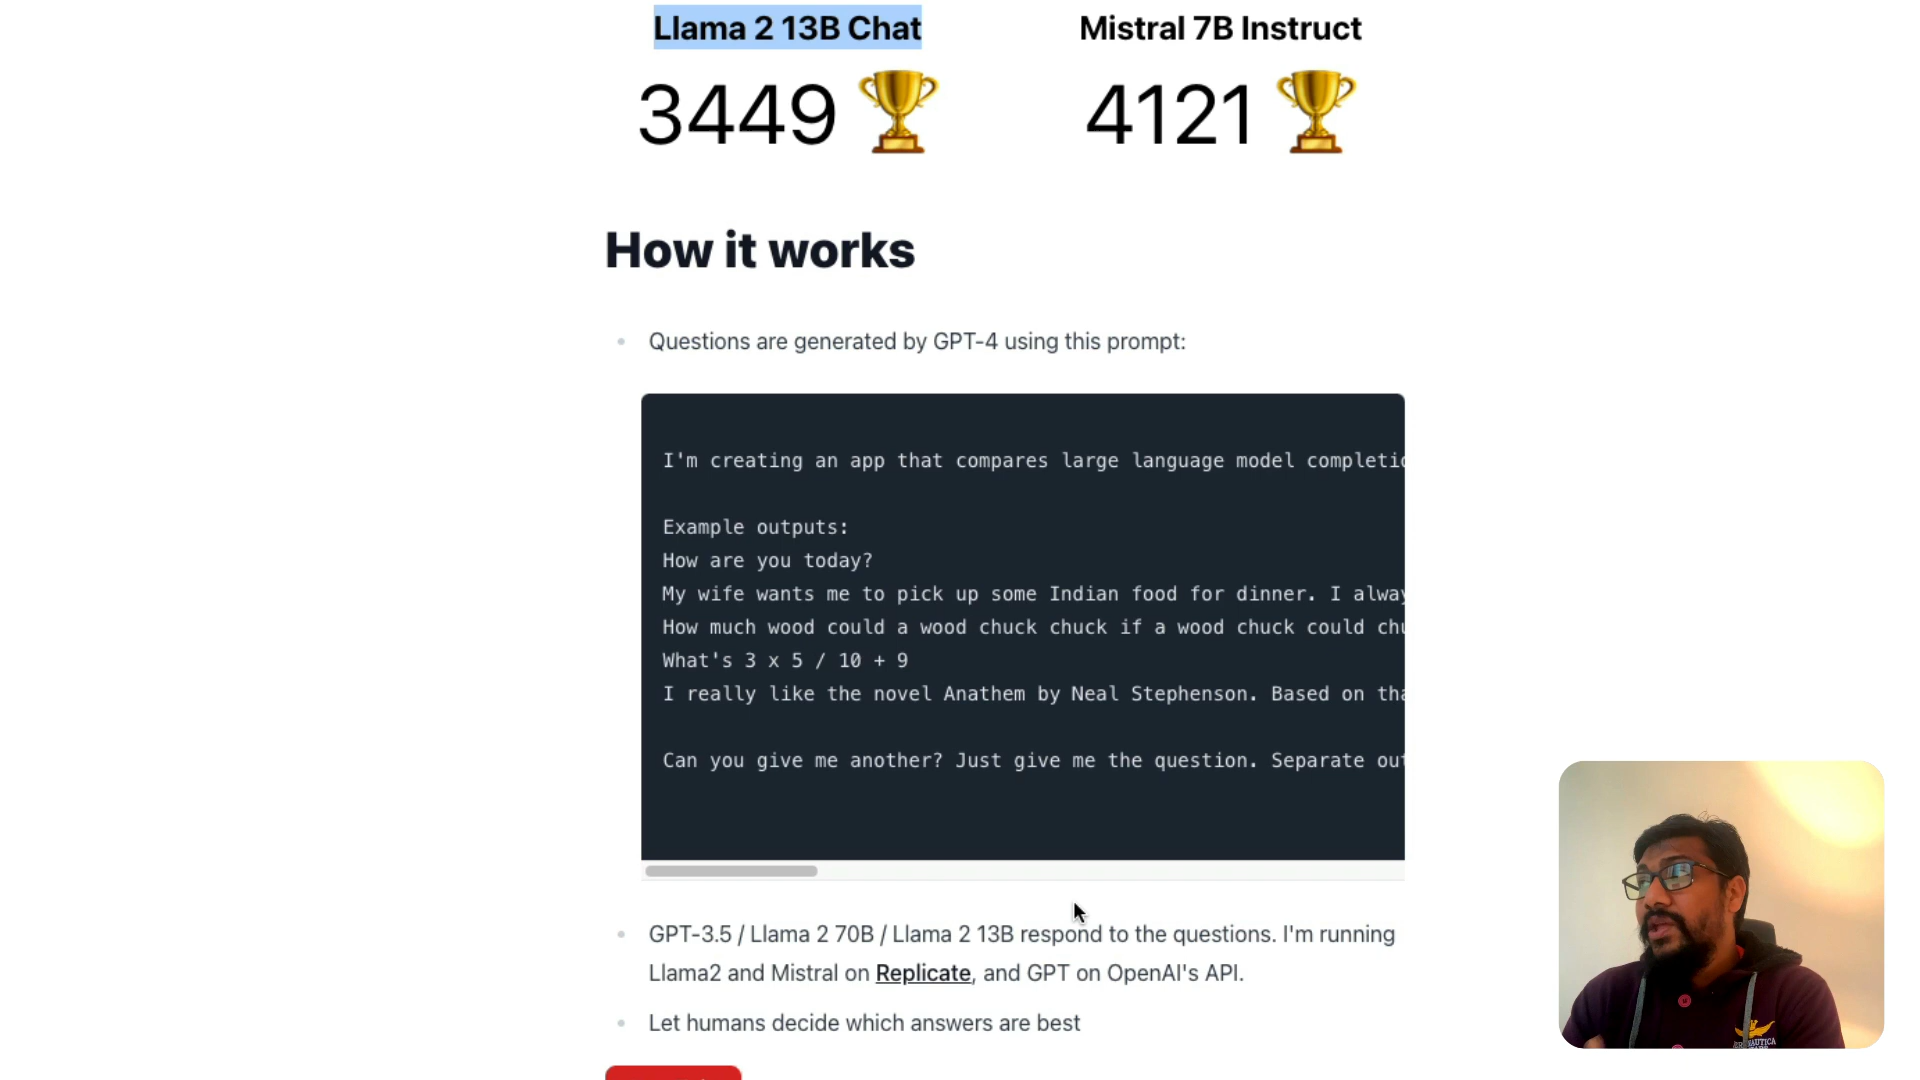 Llama 2 13B Chat
Mistral 7B Instruct
3449
4121
How it works
Questions are generated by GPT-4 using this prompt:
I'm creating an app that compares large language model completio
Example outputs:
How are you today?
My wife wants me to pick up some Indian food for dinner. I alway
How much wood could a wood chuck chuck if a wood chuck could chu
What's 3 x 5 / 10 + 9
I really like the novel Anathem by Neal Stephenson. Based on tha
Can you give me another? Just give me the question. Separate out
GPT-3.5 / Llama 2 70B / Llama 2 13B respond to the questions. I'm running
Llama2 and Mistral on Replicate, and GPT on OpenAI's API.
Let humans decide which answers are best